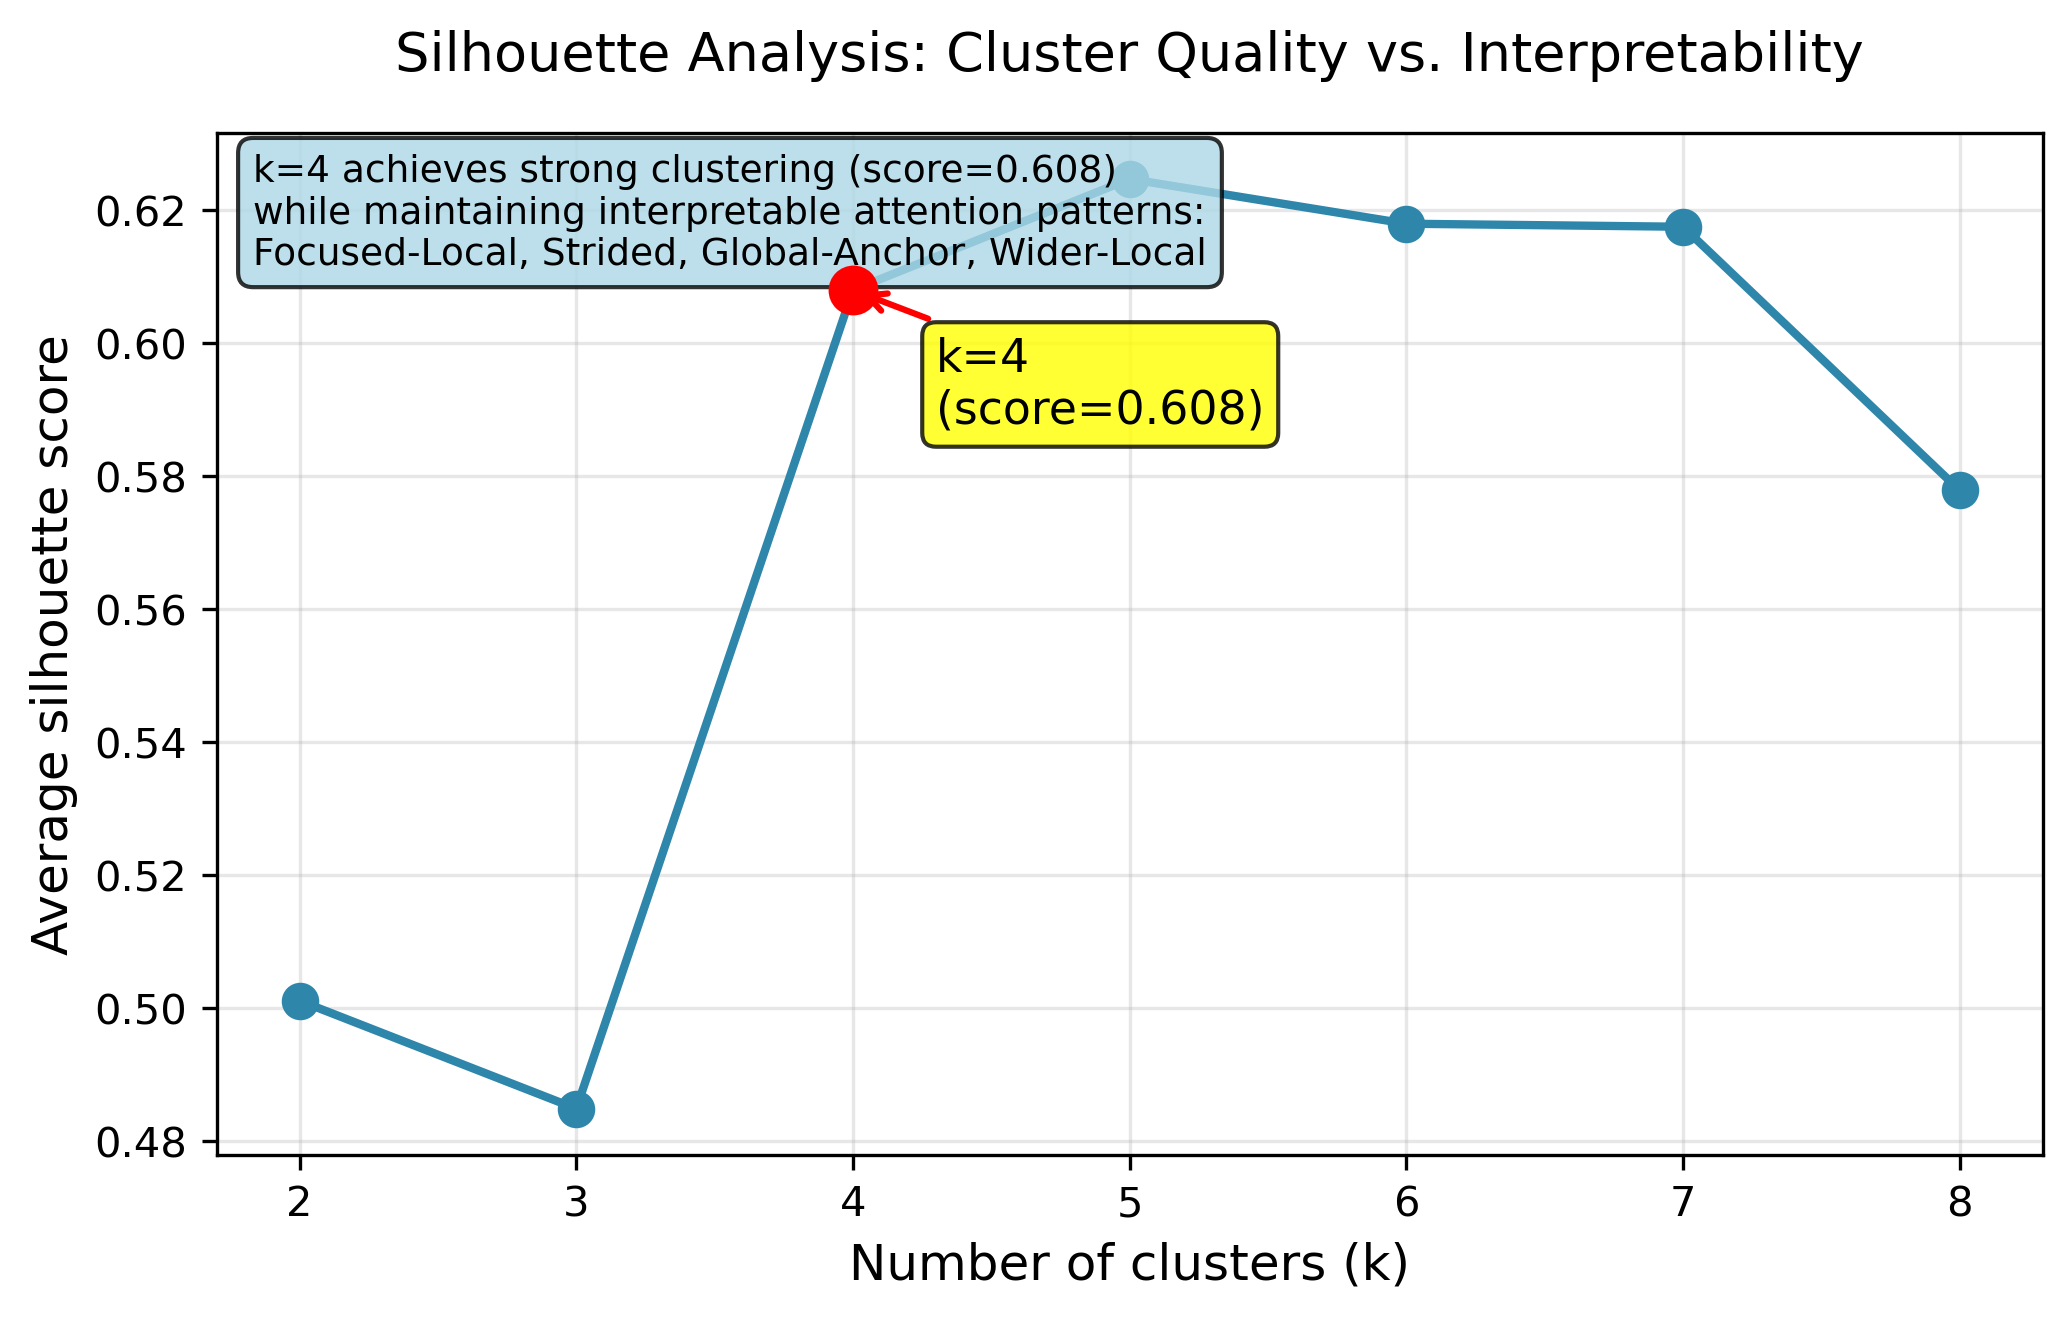 Silhouette Analysis: Cluster Quality vs. Interpretability
k=4 achieves strong clustering (score=0.608)
while maintaining interpretable attention patterns:
Focused-Local, Strided, Global-Anchor, Wider-Local
k=4
(score=0.608)
Average silhouette score
0.62
0.60
0.58
0.56
0.54
0.52
0.50
0.48
2 3 4 5 6 7 8
Number of clusters (k)